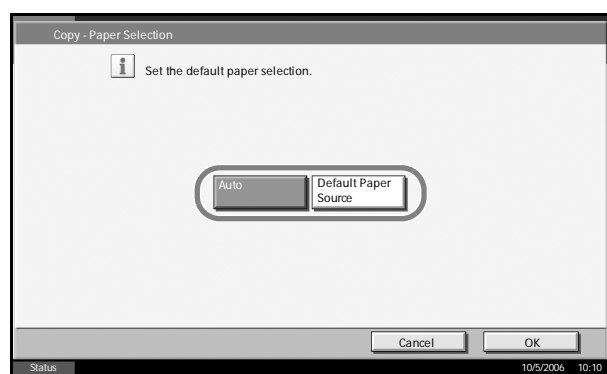 Copy - Paper Selection
i Set the default paper selection.
Auto
Default Paper
Source
Cancel OK
Status 10/5/2006 10:10